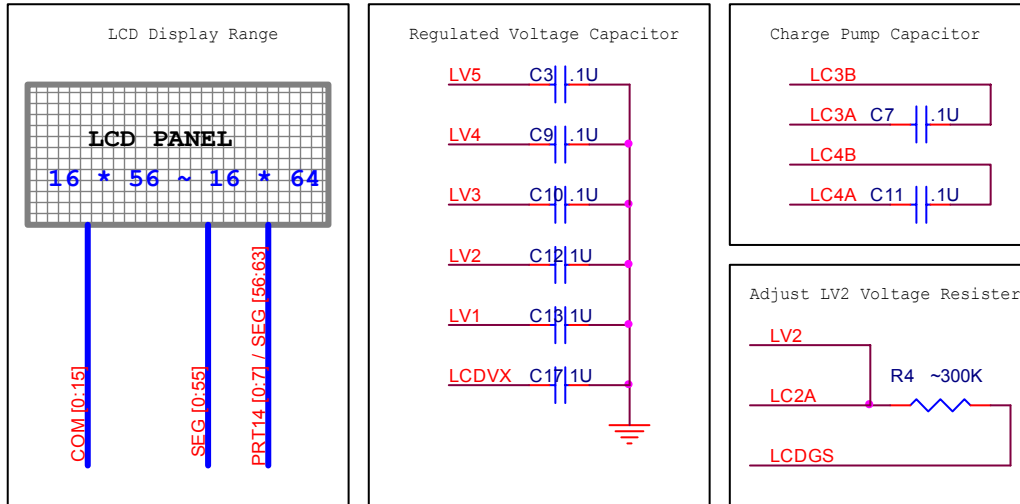 LCD Display Range
LCD PANEL
16 * 56 ~ 16 * 64
COM [0:15]
SEG [0:55]
PRT14 [0:7] / SEG [56:63]
Regulated Voltage Capacitor
LV5 C3 .1U
LV4 C9 .1U
LV3 C10 .1U
LV2 C12 .1U
LV1 C13 .1U
LCDVX C17 .1U
Charge Pump Capacitor
LC3B
LC3A C7 .1U
LC4B
LC4A C11 .1U
Adjust LV2 Voltage Resister
LV2
R4 ~300K
LC2A
LCDGS